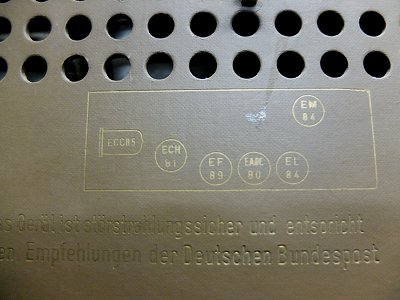 EM
84
ECC85
ECH
81
EF
89
EABC
80
EL
84
Gerät ist störstrahlungssicher und entspricht
Empfehlungen der Deutschen Bundespost